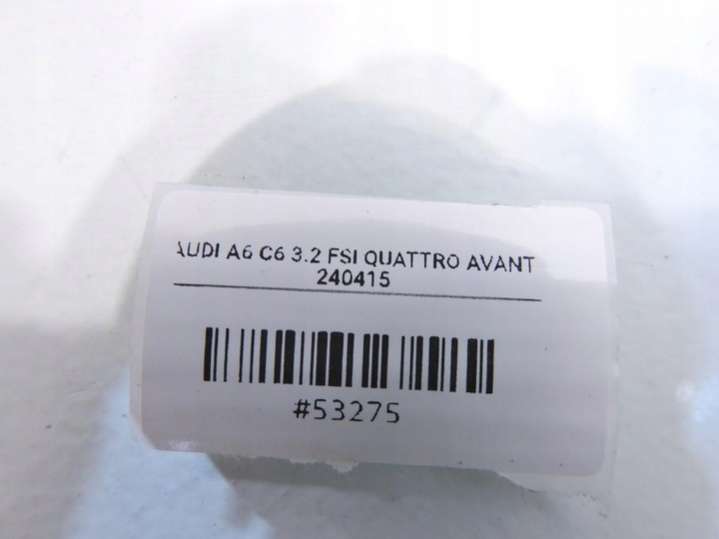 AUDI A6 C6 3.2 FSI QUATTRO AVANT
240415
#53275